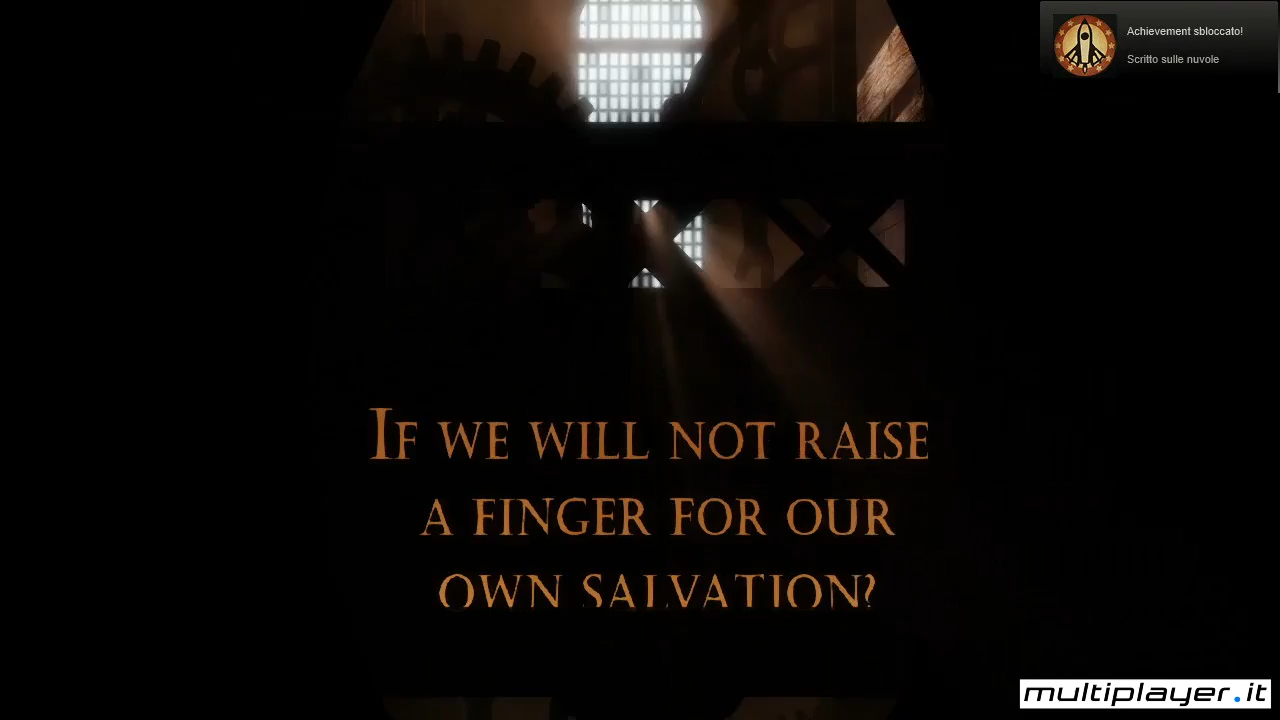 Achievement sbloccato!
Scritto sulle nuvole
IF WE WILL NOT RAISE
A FINGER FOR OUR
OWN SALVATION?
multiplayer.it